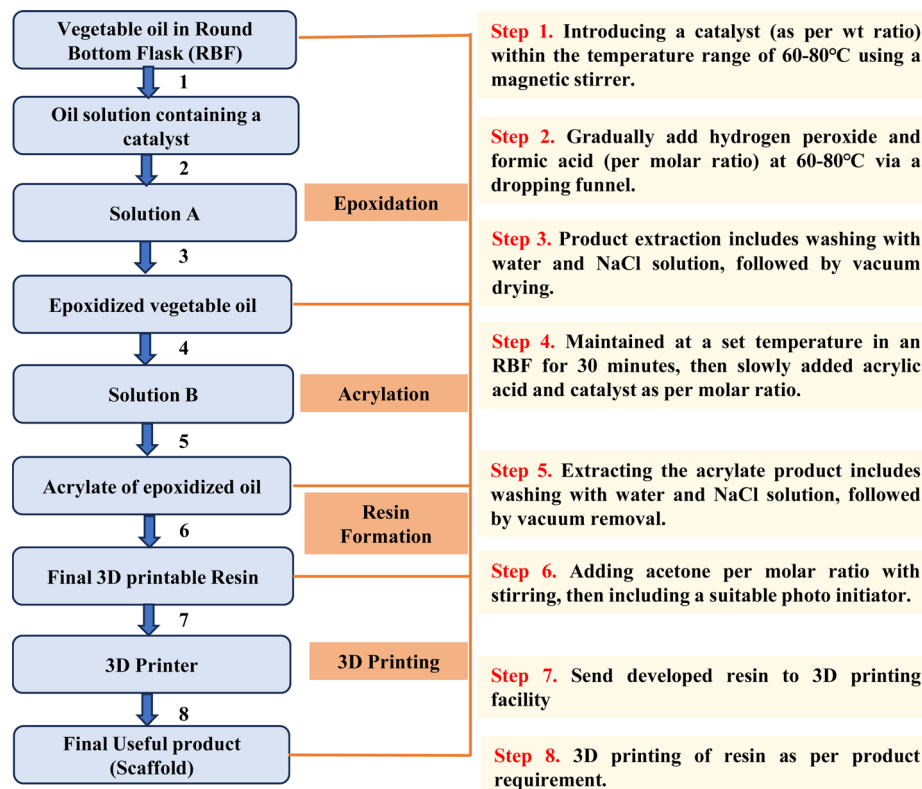 Vegetable oil in Round
Bottom Flask (RBF)
1
Oil solution containing a
catalyst
2
Solution A
3
Epoxidized vegetable oil
4
Solution B
5
Acrylate of epoxidized oil
6
Final 3D printable Resin
7
3D Printer
8
Final Useful product
(Scaffold)
Epoxidation
Acrylation
Resin
Formation
3D Printing
Step 1. Introducing a catalyst (as per wt ratio)
within the temperature range of 60-80°C using a
magnetic stirrer.
Step 2. Gradually add hydrogen peroxide and
formic acid (per molar ratio) at 60-80°C via a
dropping funnel.
Step 3. Product extraction includes washing with
water and NaCl solution, followed by vacuum
drying.
Step 4. Maintained at a set temperature in an
RBF for 30 minutes, then slowly added acrylic
acid and catalyst as per molar ratio.
Step 5. Extracting the acrylate product includes
washing with water and NaCl solution, followed
by vacuum removal.
Step 6. Adding acetone per molar ratio with
stirring, then including a suitable photo initiator.
Step 7. Send developed resin to 3D printing
facility
Step 8. 3D printing of resin as per product
requirement.